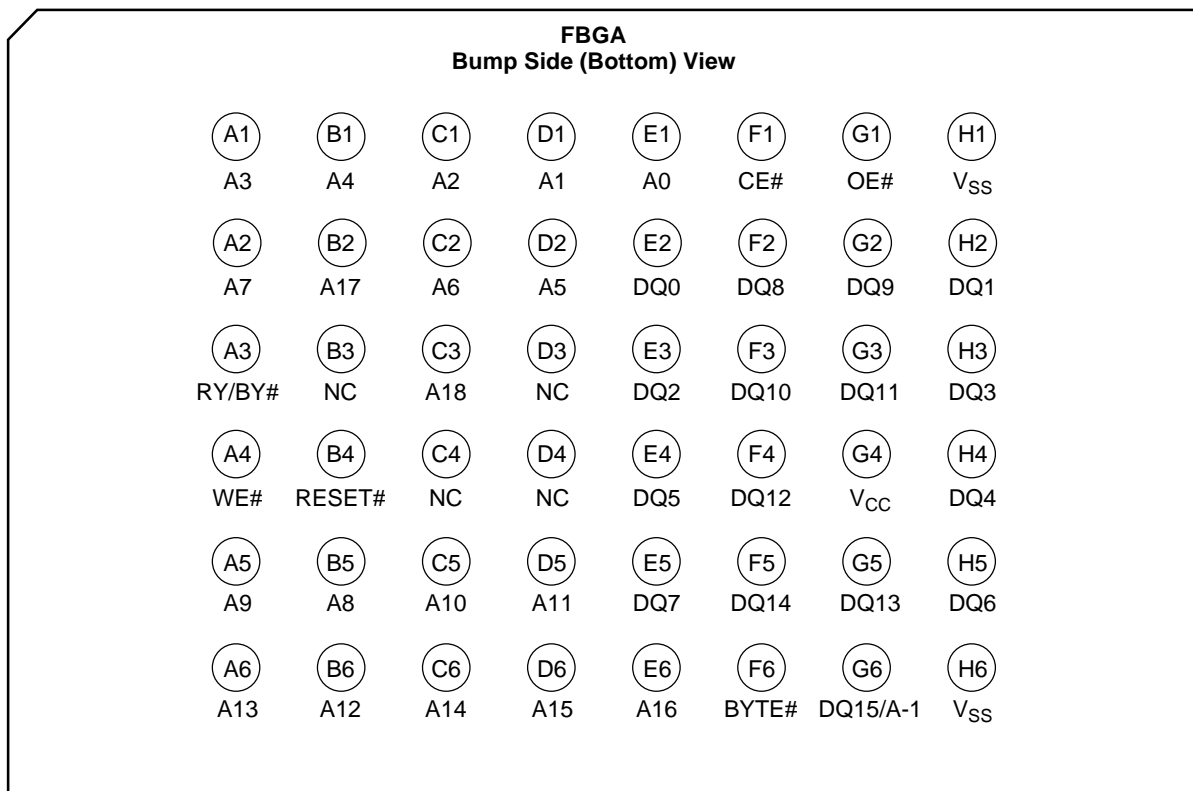 FBGA
Bump Side (Bottom) View
A1 B1 C1 D1 E1 F1 G1 H1
A3 A4 A2 A1 A0 CE# OE# VSS
A2 B2 C2 D2 E2 F2 G2 H2
A7 A17 A6 A5 DQ0 DQ8 DQ9 DQ1
A3 B3 C3 D3 E3 F3 G3 H3
RY/BY# NC A18 NC DQ2 DQ10 DQ11 DQ3
A4 B4 C4 D4 E4 F4 G4 H4
WE# RESET# NC NC DQ5 DQ12 VCC DQ4
A5 B5 C5 D5 E5 F5 G5 H5
A9 A8 A10 A11 DQ7 DQ14 DQ13 DQ6
A6 B6 C6 D6 E6 F6 G6 H6
A13 A12 A14 A15 A16 BYTE# DQ15/A-1 VSS